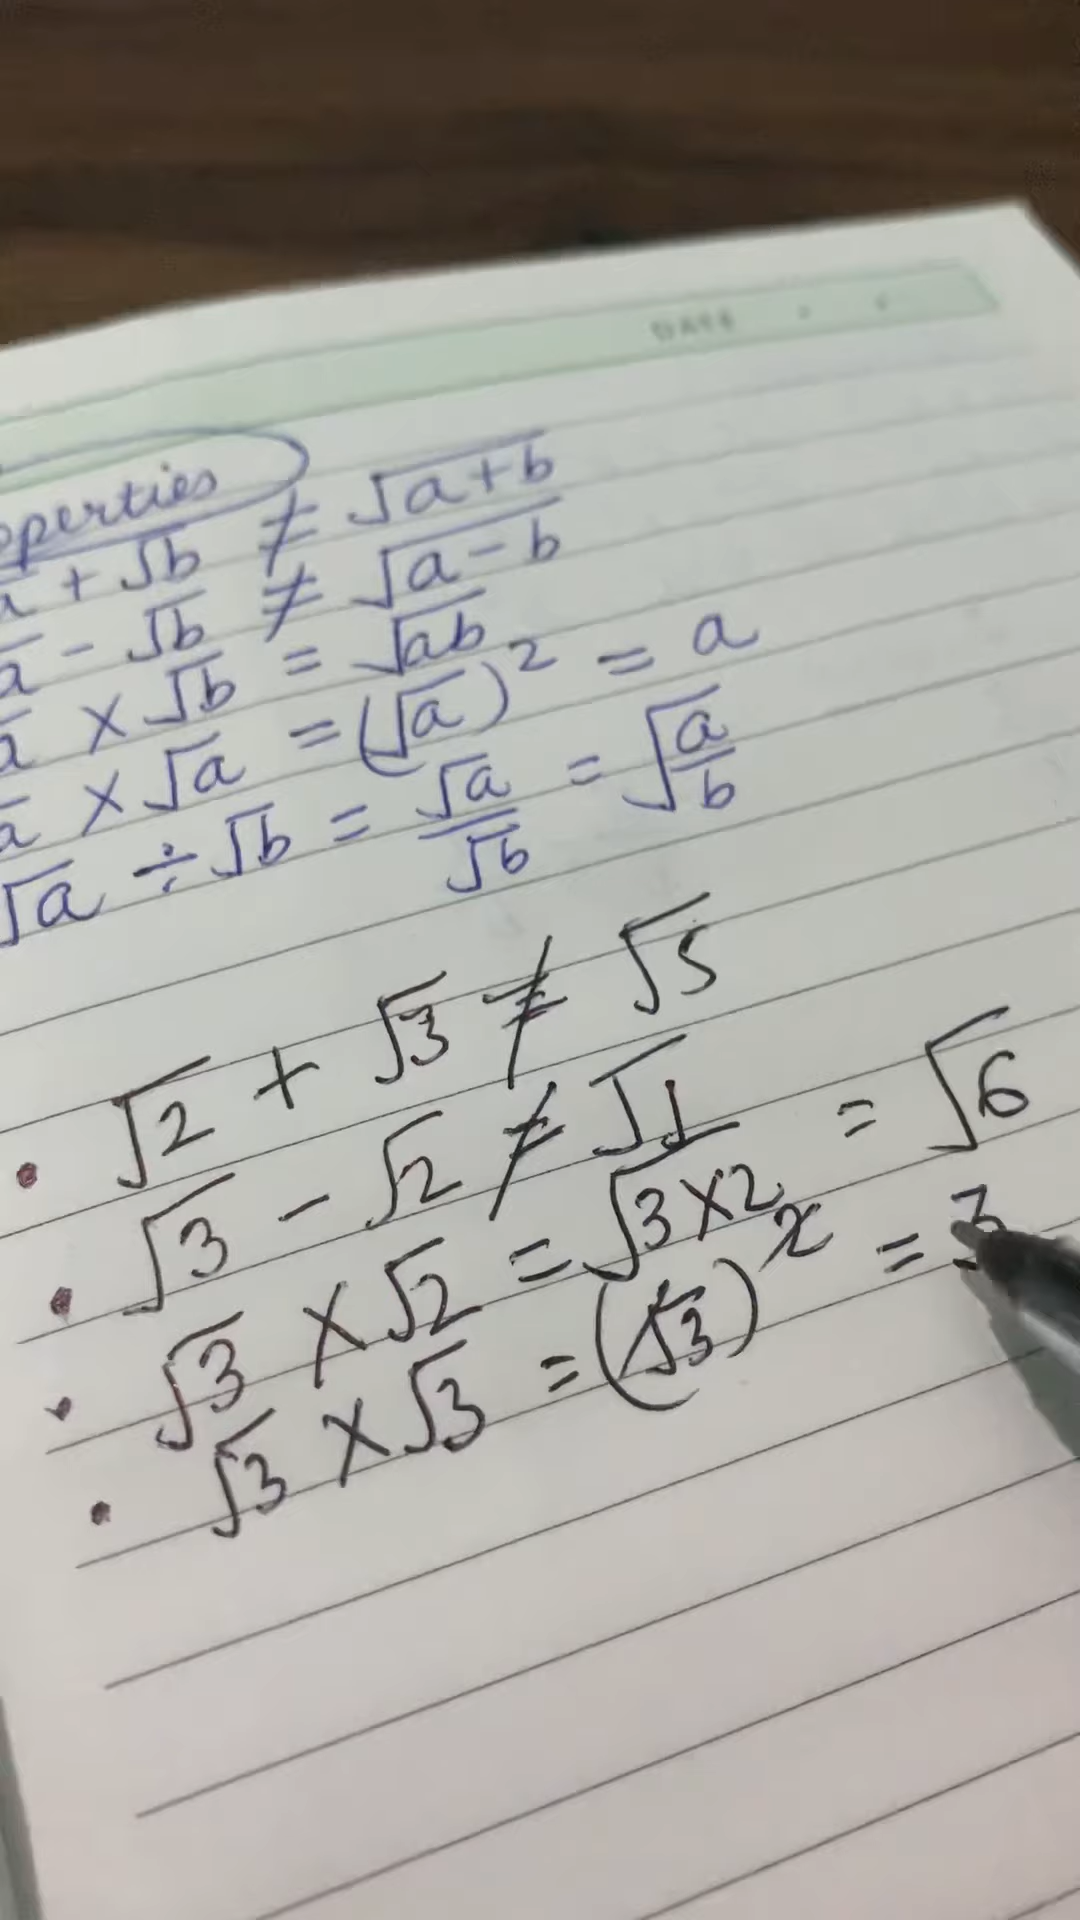 DATE
operties
a + √b ≠ √a+b
a - √b ≠ √a-b
a × √b = √ab
a × √a = (√a)² = a
√a ÷ √b = √a/√b = √a/b
• √2 + √3 ≠ √5
• √3 - √2 ≠ √1
• √3 × √2 = √3×2 = √6
• √3 × √3 = (√3)² = 3